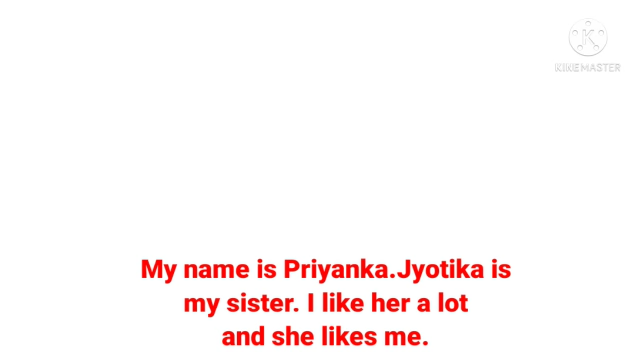 KINEMASTER
My name is Priyanka.Jyotika is
my sister. I like her a lot
and she likes me.